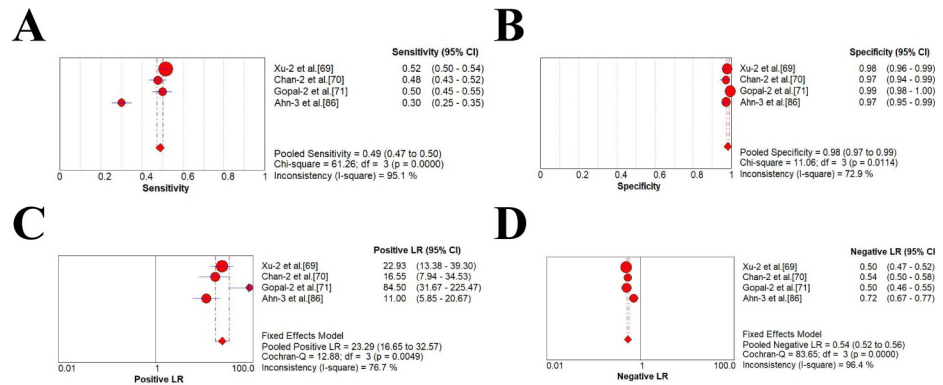 A
Sensitivity (95% CI)
Xu-2 et al.[69] 0.52 (0.50 - 0.54)
Chan-2 et al.[70] 0.48 (0.43 - 0.52)
Gopal-2 et al.[71] 0.50 (0.45 - 0.55)
Ahn-3 et al.[86] 0.30 (0.25 - 0.35)
Pooled Sensitivity = 0.49 (0.47 to 0.50)
Chi-square = 61.26; df = 3 (p = 0.0000)
Inconsistency (I-square) = 95.1 %
0 0.2 0.4 0.6 0.8 1
Sensitivity
B
Specificity (95% CI)
Xu-2 et al.[69] 0.98 (0.96 - 0.99)
Chan-2 et al.[70] 0.97 (0.94 - 0.99)
Gopal-2 et al.[71] 0.99 (0.98 - 1.00)
Ahn-3 et al.[86] 0.97 (0.95 - 0.99)
Pooled Specificity = 0.98 (0.97 to 0.99)
Chi-square = 11.06; df = 3 (p = 0.0114)
Inconsistency (I-square) = 72.9 %
0 0.2 0.4 0.6 0.8 1
Specificity
C
Positive LR (95% CI)
Xu-2 et al.[69] 22.93 (13.38 - 39.30)
Chan-2 et al.[70] 16.55 (7.94 - 34.53)
Gopal-2 et al.[71] 84.50 (31.67 - 225.47)
Ahn-3 et al.[86] 11.00 (5.85 - 20.67)
Fixed Effects Model
Pooled Positive LR = 23.29 (16.65 to 32.57)
Cochran-Q = 12.88; df = 3 (p = 0.0049)
Inconsistency (I-square) = 76.7 %
0.01 1 100.0
Positive LR
D
Negative LR (95% CI)
Xu-2 et al.[69] 0.50 (0.47 - 0.52)
Chan-2 et al.[70] 0.54 (0.50 - 0.58)
Gopal-2 et al.[71] 0.50 (0.46 - 0.55)
Ahn-3 et al.[86] 0.72 (0.67 - 0.77)
Fixed Effects Model
Pooled Negative LR = 0.54 (0.52 to 0.56)
Cochran-Q = 83.65; df = 3 (p = 0.0000)
Inconsistency (I-square) = 96.4 %
0.01 1 100.0
Negative LR